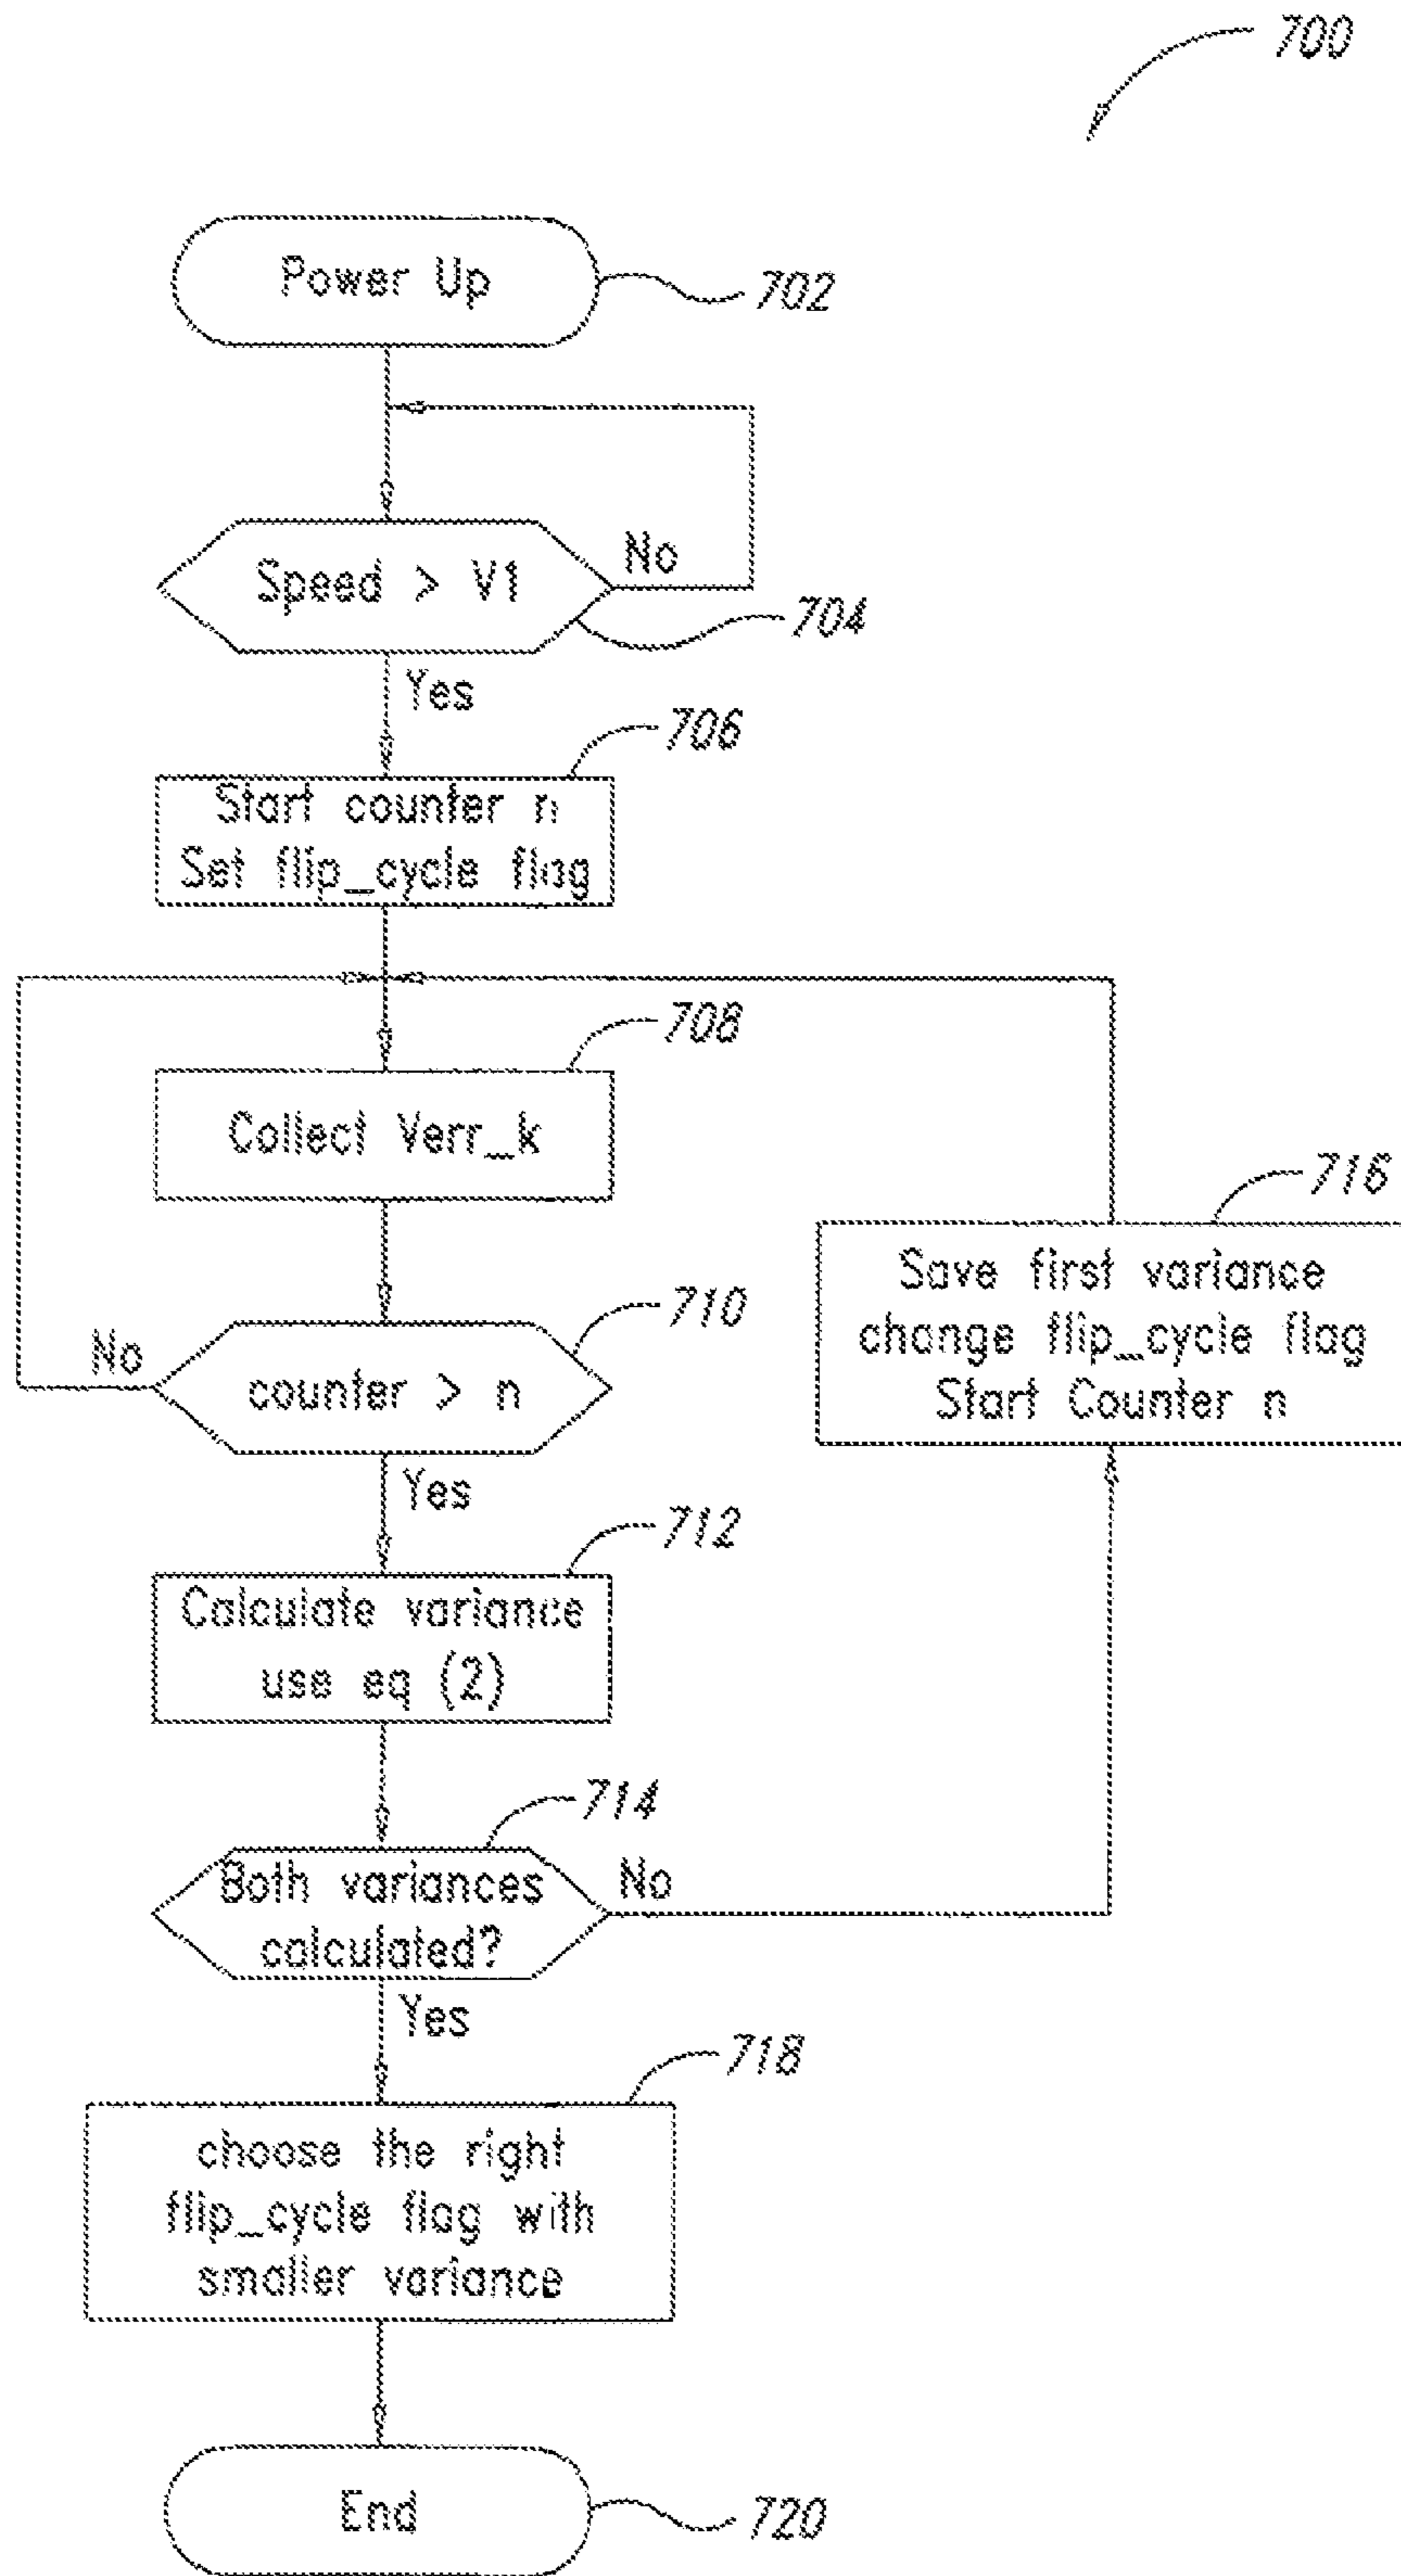 700
Power Up
702
No
Speed > V1
704
Yes
706
Start counter n
Set flip_cycle flag
708
Collect Verr_k
716
Save first variance
change flip_cycle flag
Start Counter n
710
No
counter > n
Yes
712
Calculate variance
use eq (2)
714
Both variances
calculated?
No
Yes
718
choose the right
flip_cycle flag with
smaller variance
End
720